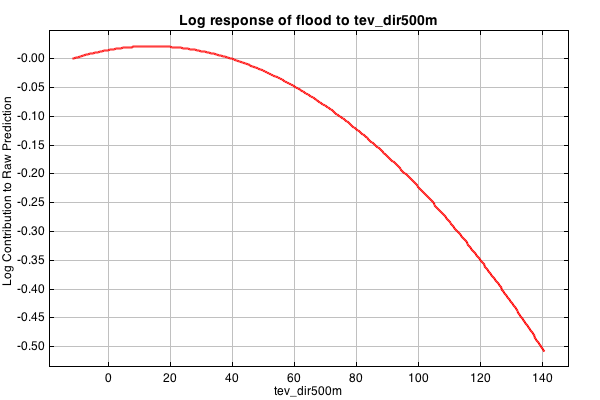 Log response of flood to tev_dir500m
Log Contribution to Raw Prediction
-0.00
-0.05
-0.10
-0.15
-0.20
-0.25
-0.30
-0.35
-0.40
-0.45
-0.50
0 20 40 60 80 100 120 140
tev_dir500m